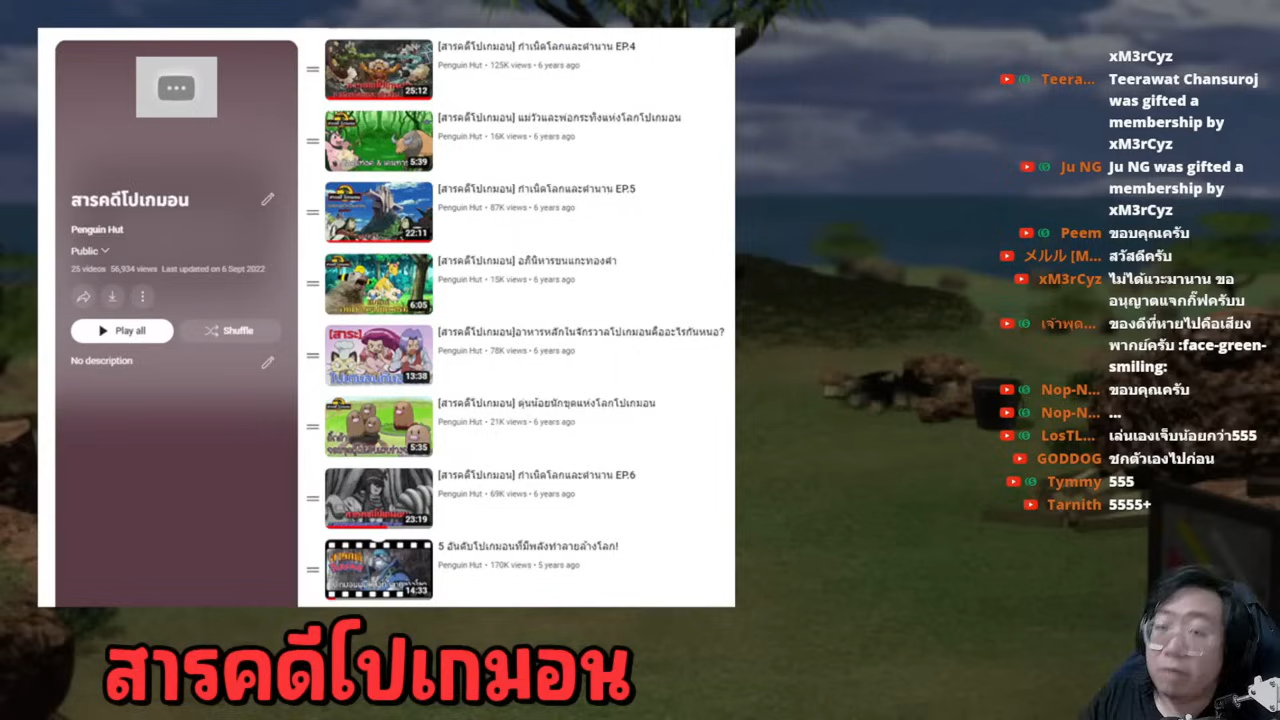 สารคดีโปเกมอน
Penguin Hut
Public
25 videos 56,934 views Last updated on 6 Sept 2022
Play all
Shuffle
No description
[สารคดีโปเกมอน] กำเนิดโลกและตำนาน EP.4
Penguin Hut • 125K views • 6 years ago
25:12
[สารคดีโปเกมอน] แม่วัวและพ่อกระทิงแห่งโลกโปเกมอน
Penguin Hut • 16K views • 6 years ago
5:39
[สารคดีโปเกมอน] กำเนิดโลกและตำนาน EP.5
Penguin Hut • 87K views • 6 years ago
22:11
[สารคดีโปเกมอน] อภินิหารขนแกะทองคำ
Penguin Hut • 15K views • 6 years ago
6:05
[สารคดีโปเกมอน]อาหารหลักในจักรวาลโปเกมอนคืออะไรกันหนอ?
Penguin Hut • 78K views • 6 years ago
[สาระ]
13:38
[สารคดีโปเกมอน] ตุ่นน้อยนักขุดแห่งโลกโปเกมอน
Penguin Hut • 21K views • 6 years ago
5:35
[สารคดีโปเกมอน] กำเนิดโลกและตำนาน EP.6
Penguin Hut • 69K views • 6 years ago
23:19
5 อันดับโปเกมอนที่มีพลังทำลายล้างโลก!
Penguin Hut • 170K views • 5 years ago
14:33
สารคดีโปเกมอน
xM3rCyz
Teera... Teerawat Chansuroj
was gifted a
membership by
xM3rCyz
Ju NG Ju NG was gifted a
membership by
xM3rCyz
Peem ขอบคุณครับ
メルル [M... สวัสดีครับ
xM3rCyz ไม่ได้แวะมานาน ขอ
อนุญาตแจกกิ๊ฟครับบ
เจ้าพด... ของดีที่หายไปคือเสียง
พากย์ครับ :face-green-
smiling:
Nop-N... ขอบคุณครับ
Nop-N... ...
LosTL... เล่นเองเจ็บน้อยกว่า555
GODDOG ชกตัวเองไปก่อน
Tymmy 555
Tarnith 5555+